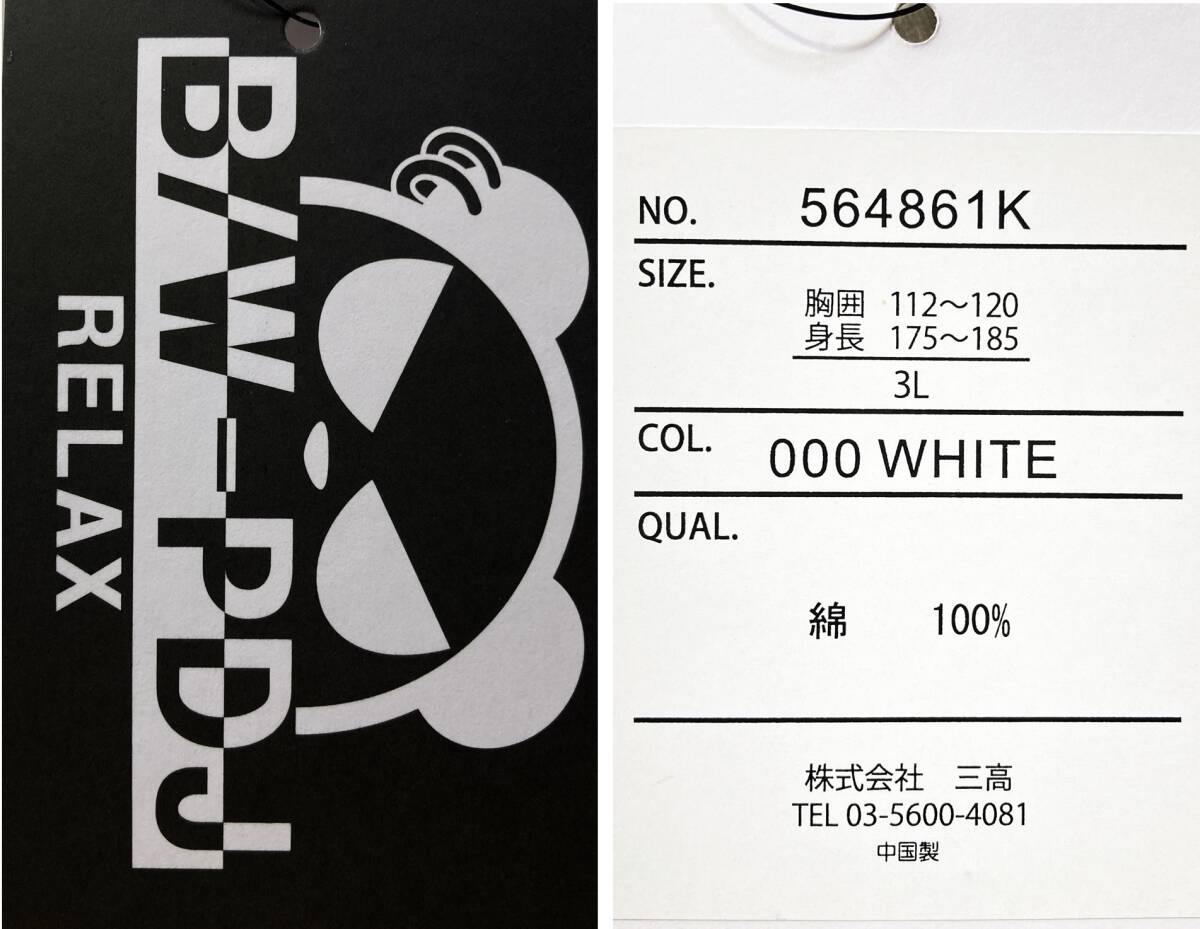 B/W=PDJ
RELAX
NO. 564861K
SIZE.
胸囲 112～120
身長 175～185
3L
COL. 000 WHITE
QUAL.
綿 100%
株式会社 三高
TEL 03-5600-4081
中国製